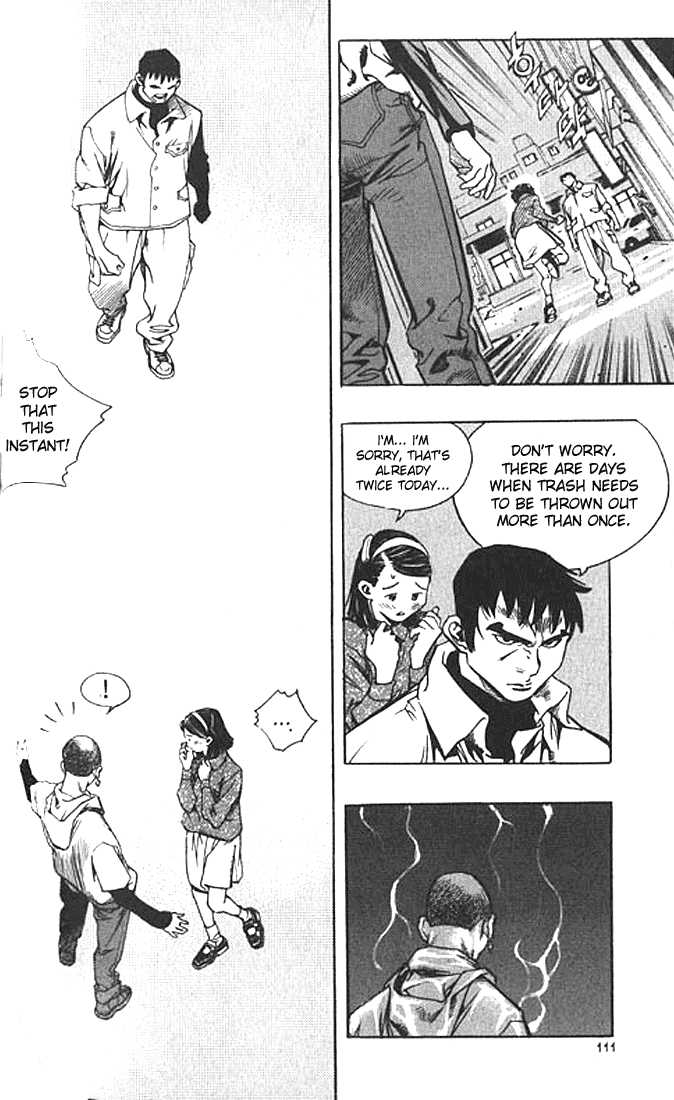 STOP
THAT
THIS
INSTANT!
!
...
I'M... I'M
SORRY, THAT'S
ALREADY
TWICE TODAY...
DON'T WORRY.
THERE ARE DAYS
WHEN TRASH NEEDS
TO BE THROWN OUT
MORE THAN ONCE.
111